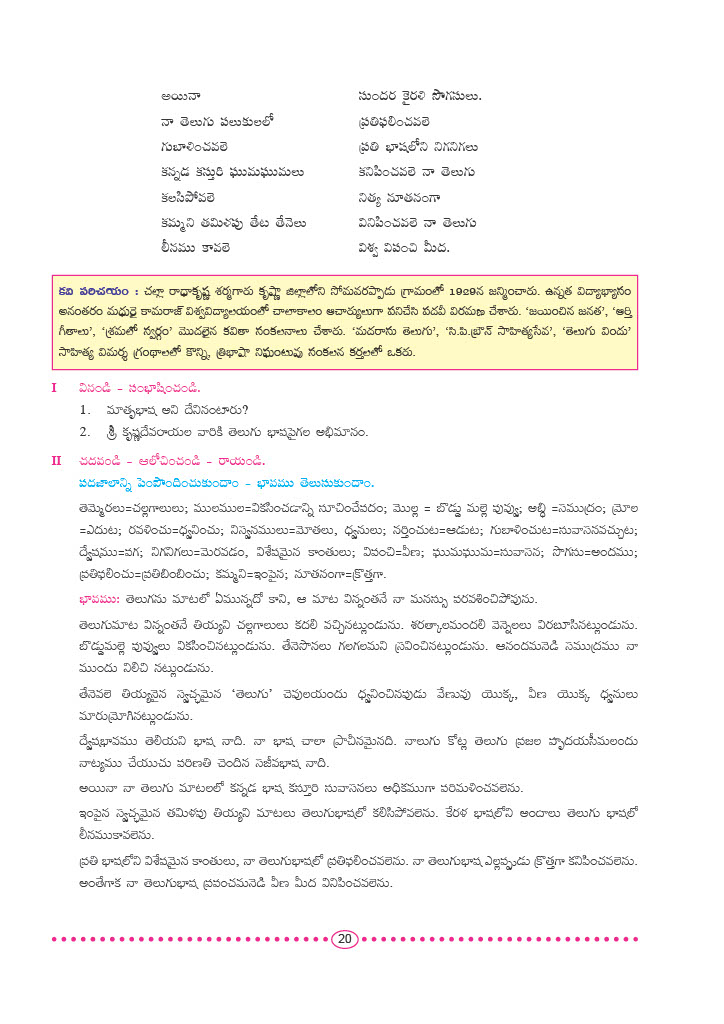 అయినా
నా తెలుగు పలుకులలో
గుబాళించవలె
కన్నడ కస్తురి ఘుమఘుమలు
కలసిపోవలె
కమ్మని తమిళపు తేట తేనెలు
లీనము కావలె
సుందర కైరళి సొగసులు.
ప్రతిఫలించవలె
ప్రతి భాషలోని నిగనిగలు
కనిపించవలె నా తెలుగు
నిత్య నూతనంగా
వినిపించవలె నా తెలుగు
విశ్వ విపంచి మీద.
కవి పరిచయం : చల్లా రాధాకృష్ణ శర్మగారు కృష్ణా జిల్లాలోని సోమవరప్పాడు గ్రామంలో 1929న జన్మించారు. ఉన్నత విద్యాభ్యాసం
అనంతరం మధురై కామరాజ్ విశ్వవిద్యాలయంలో చాలాకాలం ఆచార్యులుగా పనిచేసి పదవీ విరమణ చేశారు. ‘జయించిన జనత’, ‘ఆర్తి
గీతాలు’, ‘శ్రమలో స్వర్గం’ మొదలైన కవితా సంకలనాలు చేశారు. ‘మదరాసు తెలుగు’, ‘సి.పి.బ్రౌన్ సాహిత్యసేవ’, ‘తెలుగు విందు’
సాహిత్య విమర్శ గ్రంథాలలో కొన్ని, త్రిభాషా నిఘంటువు సంకలన కర్తలలో ఒకరు.
I వినండి - సంభాషించండి.
1. మాతృభాష అని దేనినంటారు?
2. శ్రీ కృష్ణదేవరాయల వారికి తెలుగు భాషపైగల అభిమానం.
II చదవండి - ఆలోచించండి - రాయండి.
పదజాలాన్ని పెంపొందించుకుందాం - భావము తెలుసుకుందాం.
తెమ్మెరలు=చల్లగాలులు; ములముల=వికసించడాన్ని సూచించేపదం; మొల్ల = బొడ్డు మల్లె పువ్వు; అబ్ధి =సముద్రం; మ్రోల
=ఎదుట; రవళించు=ధ్వనించు; నిస్వనములు=మోతలు, ధ్వనులు; నర్తించుట=ఆడుట; గుబాళించుట=సువాసనవచ్చుట;
ద్వేషము=పగ; నిగనిగలు=మెరవడం, విశేషమైన కాంతులు; విపంచి=వీణ; ఘుమఘుమ=సువాసన; సొగసు=అందము;
ప్రతిఫలించు=ప్రతిబింబించు; కమ్మని=ఇంపైన; నూతనంగా=క్రొత్తగా.
భావము: తెలుగను మాటలో ఏమున్నదో కాని, ఆ మాట విన్నంతనే నా మనస్సు పరవశించిపోవును.
తెలుగుమాట విన్నంతనే తియ్యని చల్లగాలులు కదలి వచ్చినట్లుండును. శరత్కాలమందలి వెన్నెలలు విరబూసినట్లుండును.
బొడ్డుమల్లె పువ్వులు వికసించినట్లుండును. తేనెసొనలు గలగలమని స్రవించినట్లుండును. ఆనందమనెడి సముద్రము నా
ముందు నిలిచి నట్లుండును.
తేనెవలె తియ్యనైన స్వచ్ఛమైన ‘తెలుగు’ చెవులయందు ధ్వనించినపుడు వేణువు యొక్క, వీణ యొక్క ధ్వనులు
మారుమ్రోగినట్లుండును.
ద్వేషభావము తెలియని భాష నాది. నా భాష చాలా ప్రాచీనమైనది. నాలుగు కోట్ల తెలుగు ప్రజల హృదయసీమలందు
నాట్యము చేయుచు పరిణతి చెందిన సజీవభాష నాది.
అయినా నా తెలుగు మాటలలో కన్నడ భాష కస్తూరి సువాసనలు అధికముగా పరిమళించవలెను.
ఇంపైన స్వచ్ఛమైన తమిళపు తియ్యని మాటలు తెలుగుభాషలో కలిసిపోవలెను. కేరళ భాషలోని అందాలు తెలుగు భాషలో
లీనముకావలెను.
ప్రతి భాషలోని విశేషమైన కాంతులు, నా తెలుగుభాషలో ప్రతిఫలించవలెను. నా తెలుగుభాష ఎల్లప్పుడు క్రొత్తగా కనిపించవలెను.
అంతేగాక నా తెలుగుభాష ప్రపంచమనెడి వీణ మీద వినిపించవలెను.
20